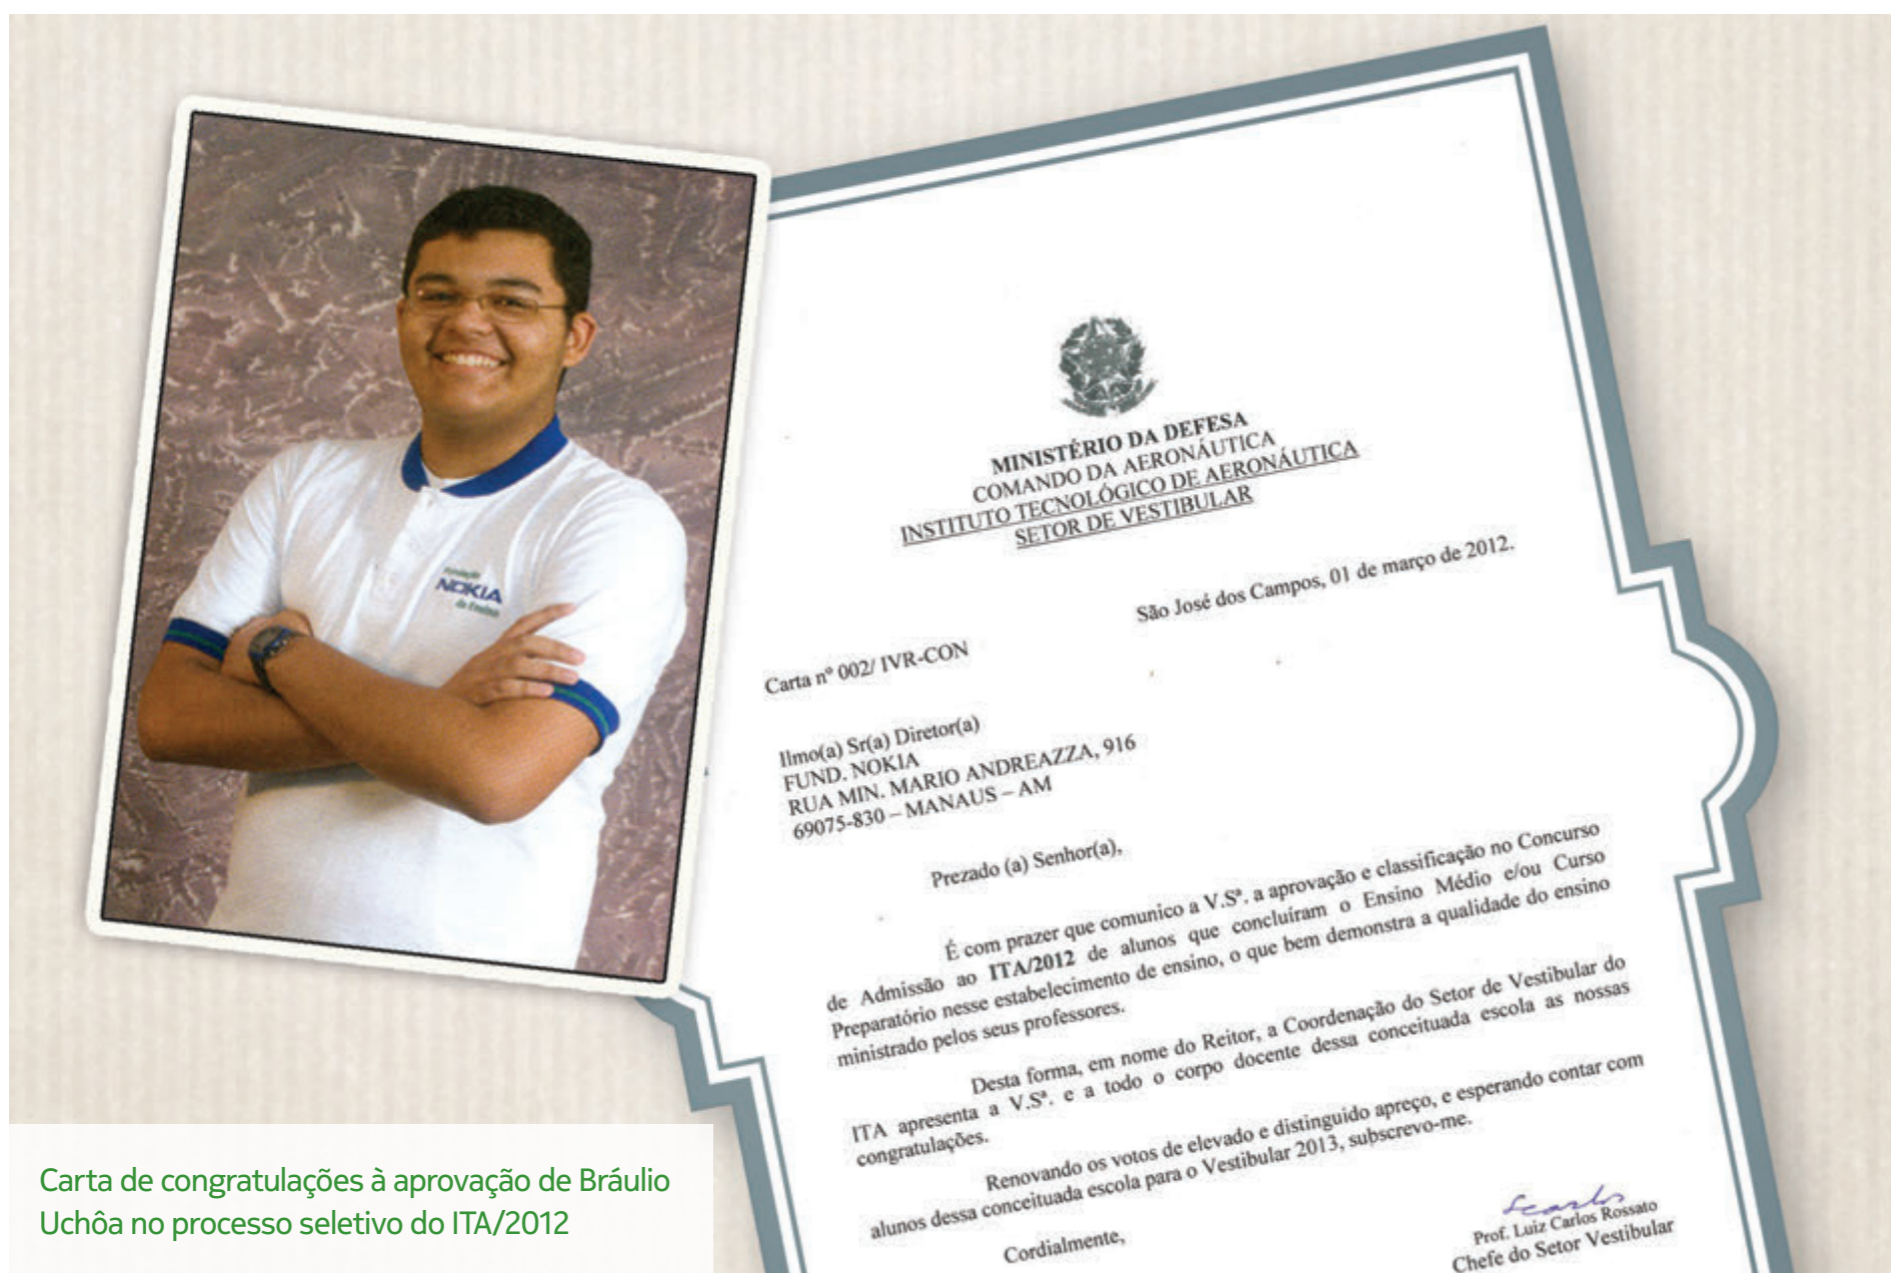 Fundação
NOKIA
de Ensino
MINISTÉRIO DA DEFESA
COMANDO DA AERONÁUTICA
INSTITUTO TECNOLÓGICO DE AERONÁUTICA
SETOR DE VESTIBULAR
São José dos Campos, 01 de março de 2012.
Carta nº 002/ IVR-CON
Ilmo(a) Sr(a) Diretor(a)
FUND. NOKIA
RUA MIN. MARIO ANDREAZZA, 916
69075-830 – MANAUS – AM
Prezado (a) Senhor(a),
É com prazer que comunico a V.Sª. a aprovação e classificação no Concurso
de Admissão ao ITA/2012 de alunos que concluíram o Ensino Médio e/ou Curso
Preparatório nesse estabelecimento de ensino, o que bem demonstra a qualidade do ensino
ministrado pelos seus professores.
Desta forma, em nome do Reitor, a Coordenação do Setor de Vestibular do
ITA apresenta a V.Sª. e a todo o corpo docente dessa conceituada escola as nossas
congratulações.
Renovando os votos de elevado e distinguido apreço, e esperando contar com
alunos dessa conceituada escola para o Vestibular 2013, subscrevo-me.
Cordialmente,
Prof. Luiz Carlos Rossato
Chefe do Setor Vestibular
Carta de congratulações à aprovação de Bráulio
Uchôa no processo seletivo do ITA/2012